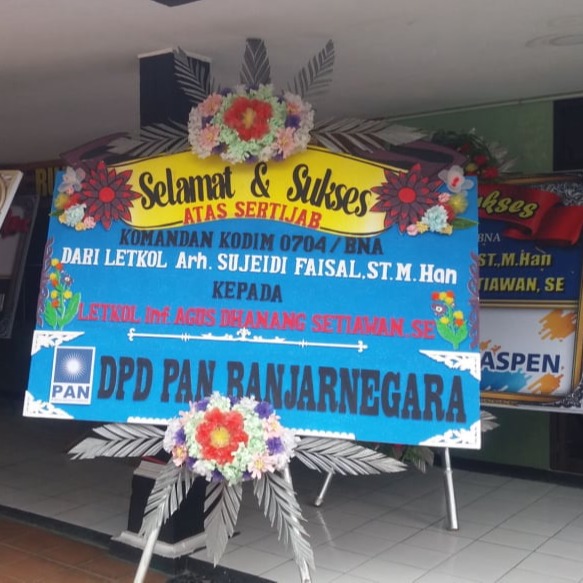 Selamat & Sukses
ATAS SERTIJAB
KOMANDAN KODIM 0704 / BNA
DARI LETKOL Arh. SUJEIDI FAISAL,ST.M.Han
KEPADA
LETKOL Inf AGUS DHANANG SETIAWAN,SE
PAN
DPD PAN BANJARNEGARA
BNA
ST.,M.Han
TIAWAN, SE
ASPEN